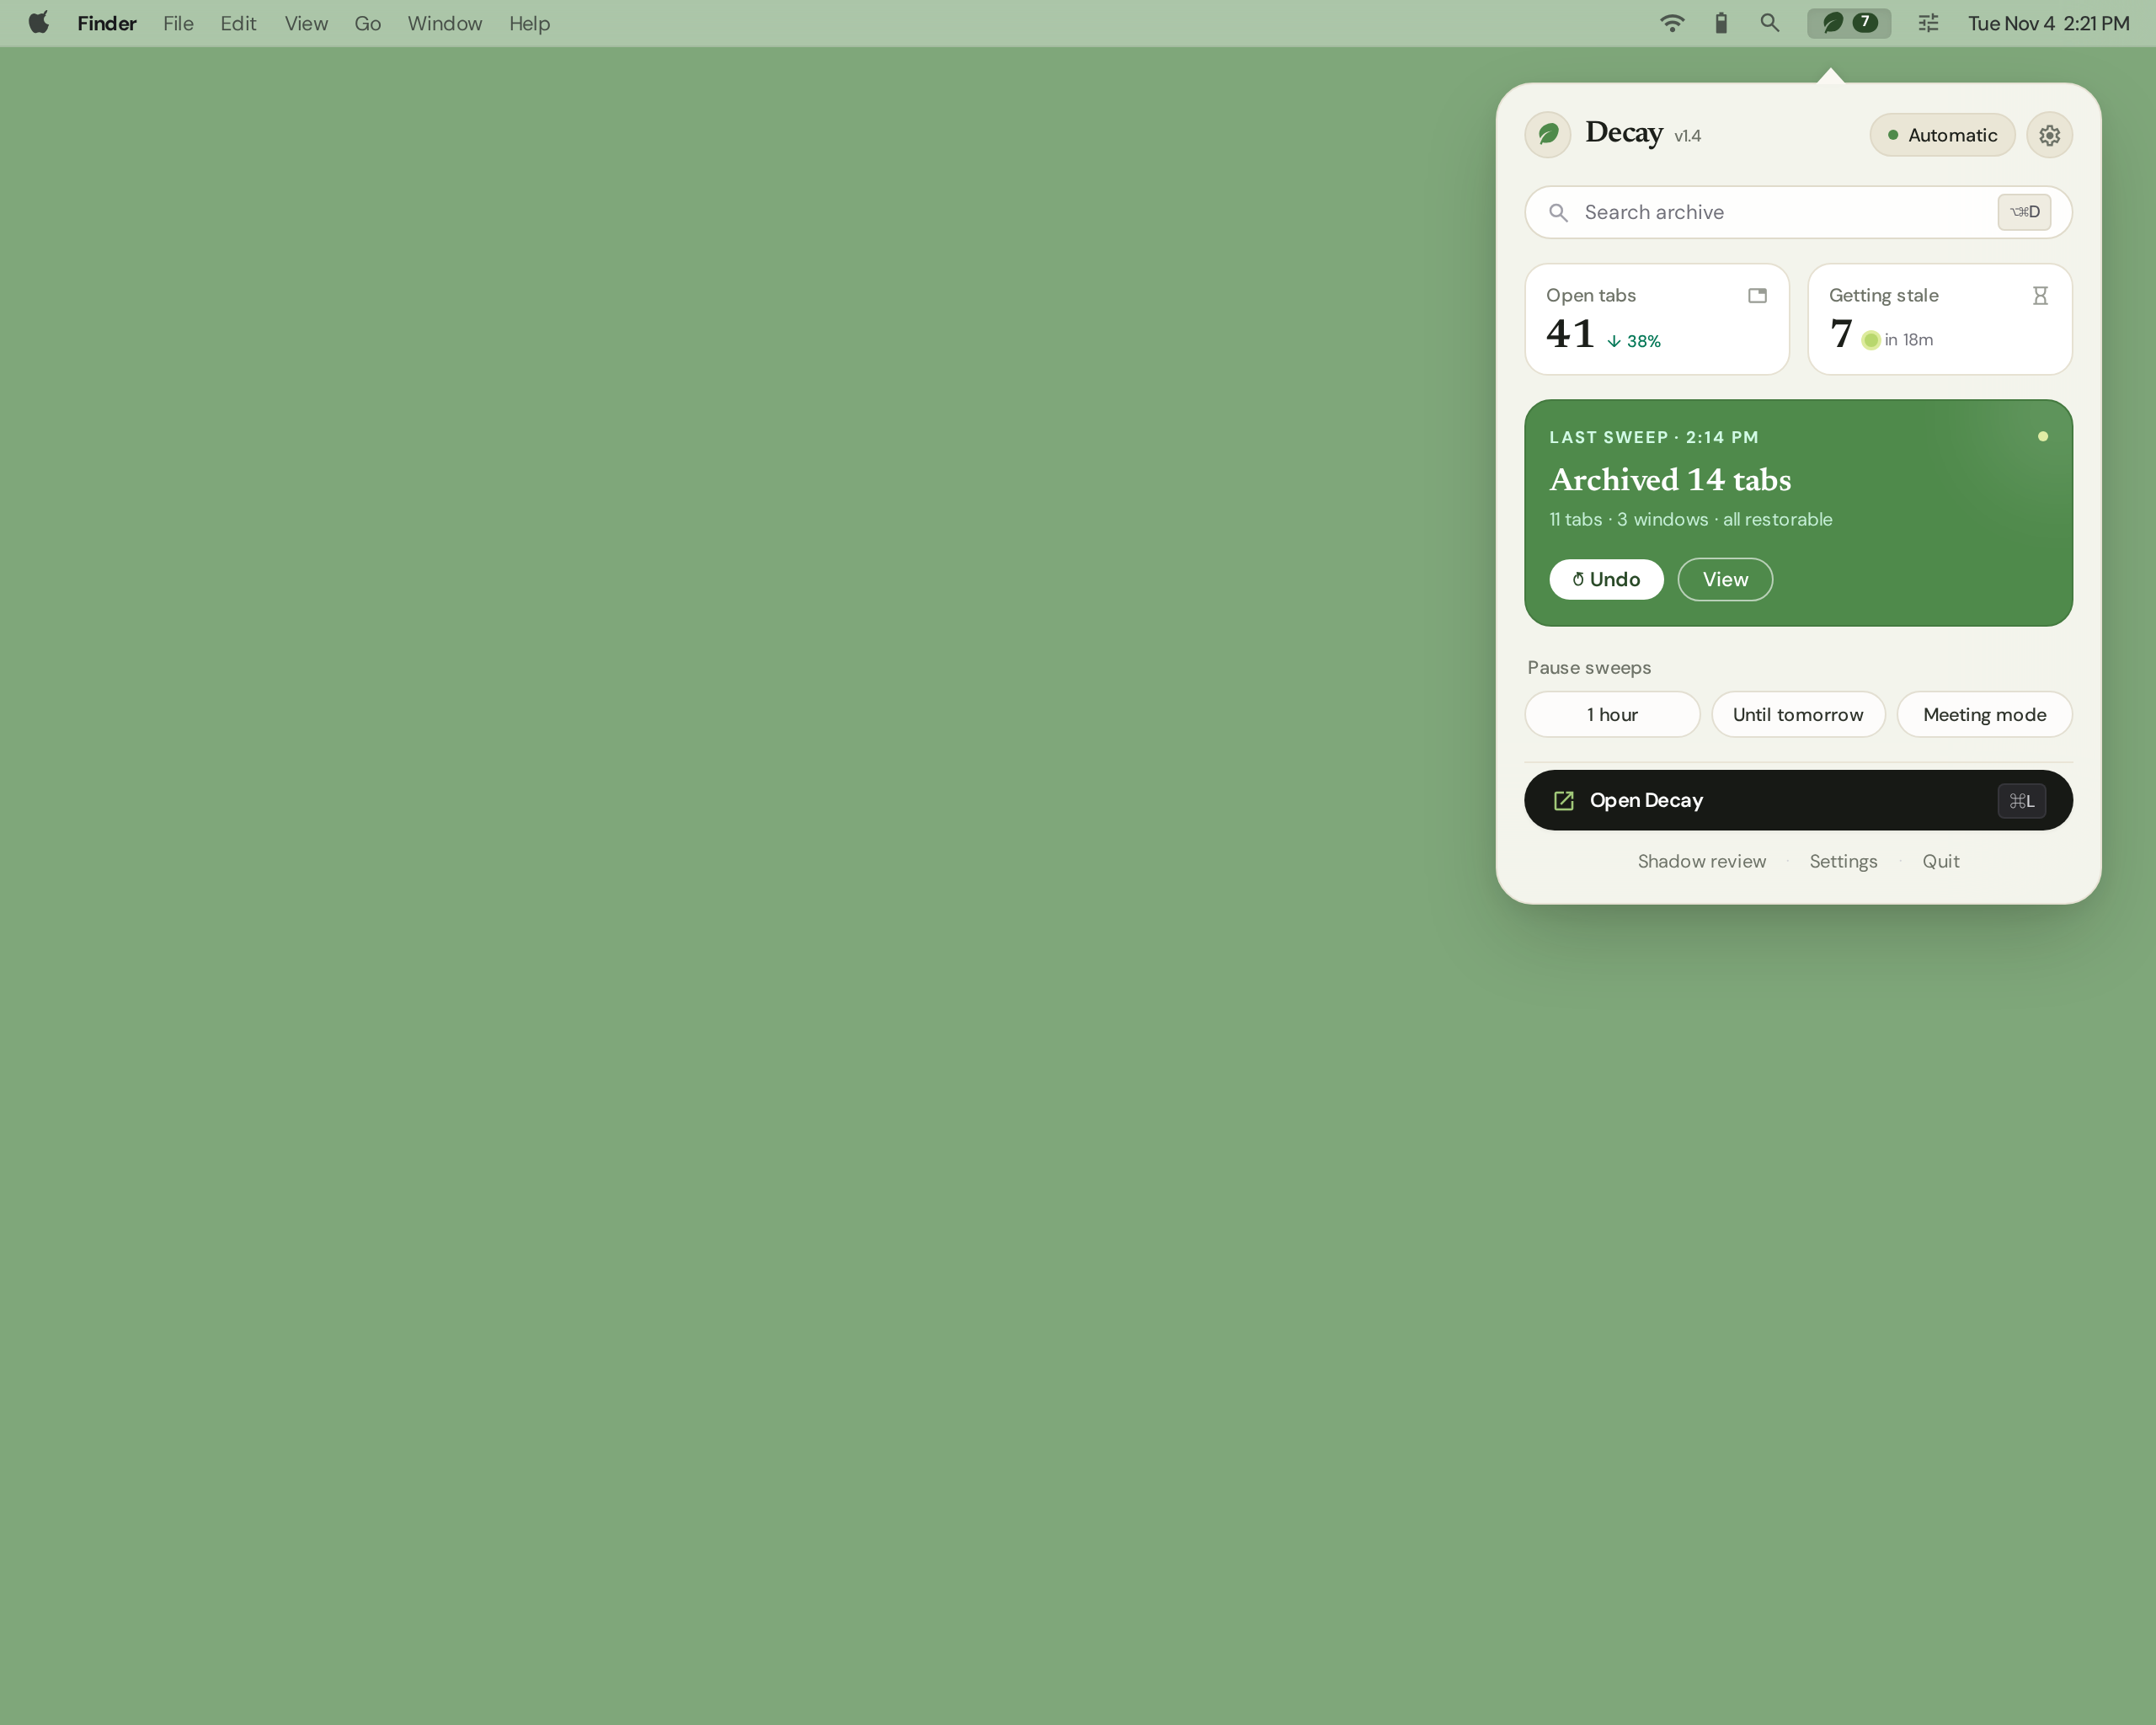 Finder File Edit View Go Window Help 7 Tue Nov 4 2:21 PM
Decay v1.4 Automatic
Search archive ⌥⌘D
Open tabs Getting stale
41 ↓ 38% 7 in 18m
LAST SWEEP · 2:14 PM
Archived 14 tabs
11 tabs · 3 windows · all restorable
Undo View
Pause sweeps
1 hour Until tomorrow Meeting mode
Open Decay ⌘L
Shadow review · Settings · Quit